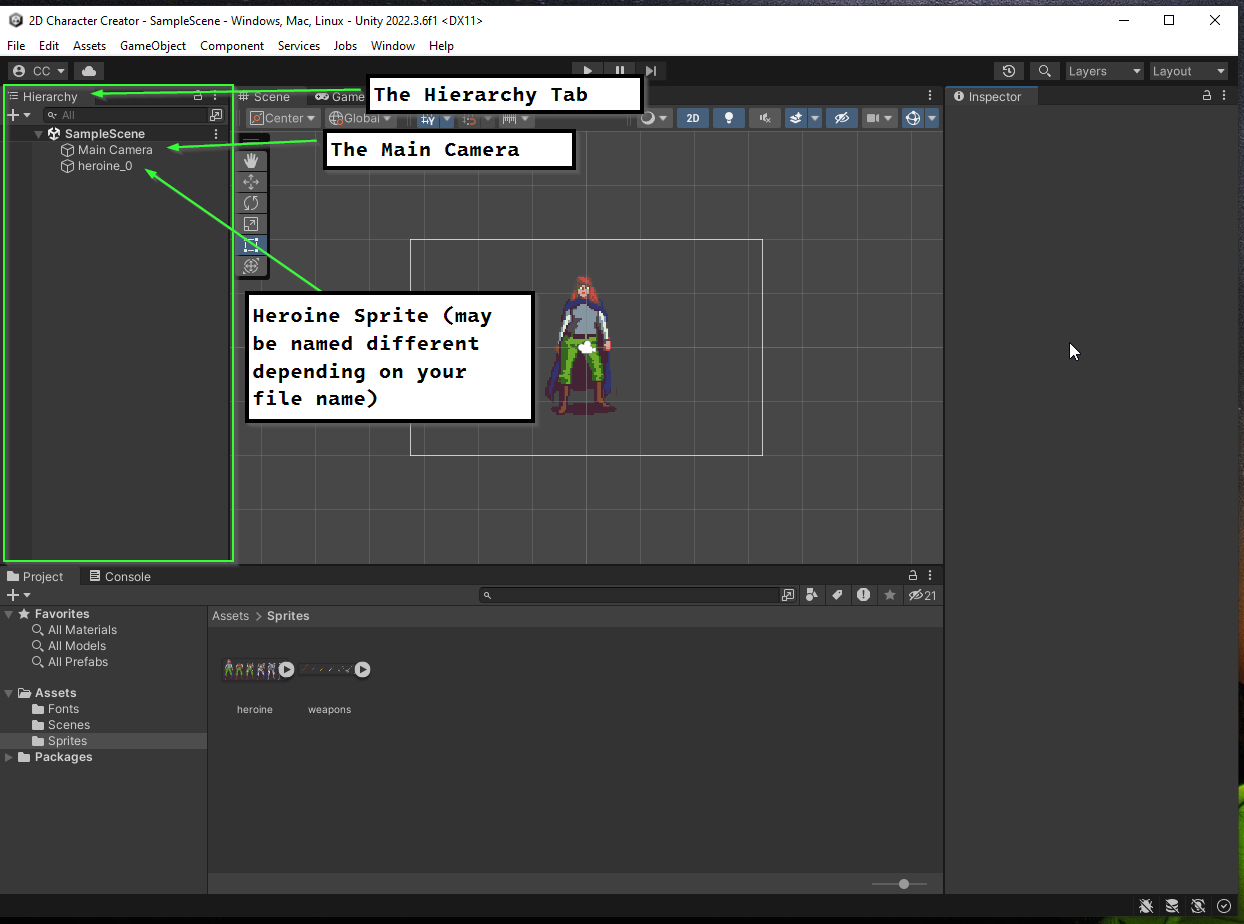 2D Character Creator - SampleScene - Windows, Mac, Linux - Unity 2022.3.6f1 <DX11>
File Edit Assets GameObject Component Services Jobs Window Help
CC
Layers
Layout
Hierarchy
All
SampleScene
Main Camera
heroine_0
Scene
Game
Center
Global
2D
The Hierarchy Tab
The Main Camera
Heroine Sprite (may
be named different
depending on your
file name)
Inspector
Project
Console
21
Favorites
All Materials
All Models
All Prefabs
Assets
Fonts
Scenes
Sprites
Packages
Assets > Sprites
heroine
weapons